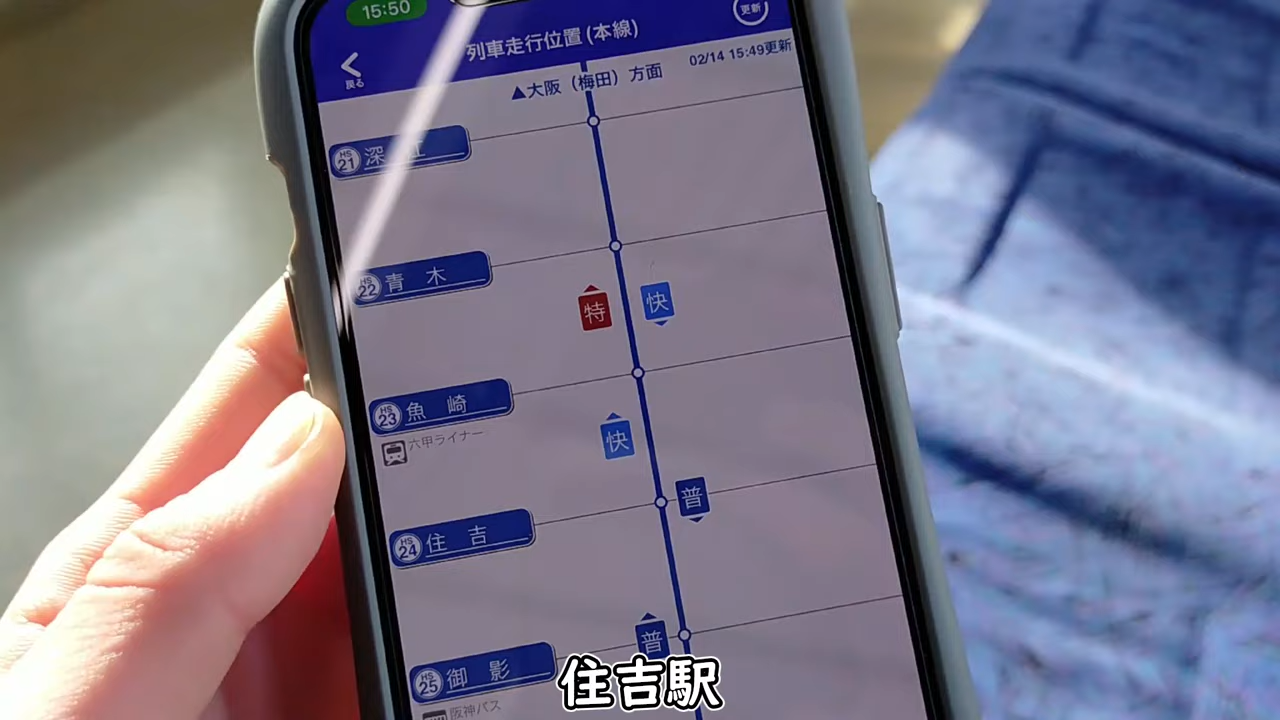 15:50
更新
列車走行位置(本線)
戻る
02/14 15:49更新
▲大阪（梅田）方面
HS 21 深江
HS 22 青木
特 快
HS 23 魚崎
六甲ライナー
快
普
HS 24 住吉
普
HS 25 御影
阪神バス
住吉駅